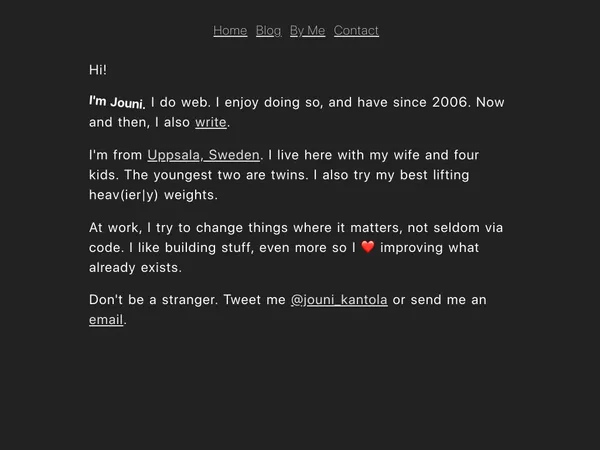 Home Blog By Me Contact
Hi!
I'm Jouni. I do web. I enjoy doing so, and have since 2006. Now
and then, I also write.
I'm from Uppsala, Sweden. I live here with my wife and four
kids. The youngest two are twins. I also try my best lifting
heav(ier|y) weights.
At work, I try to change things where it matters, not seldom via
code. I like building stuff, even more so I ❤️ improving what
already exists.
Don't be a stranger. Tweet me @jouni_kantola or send me an
email.